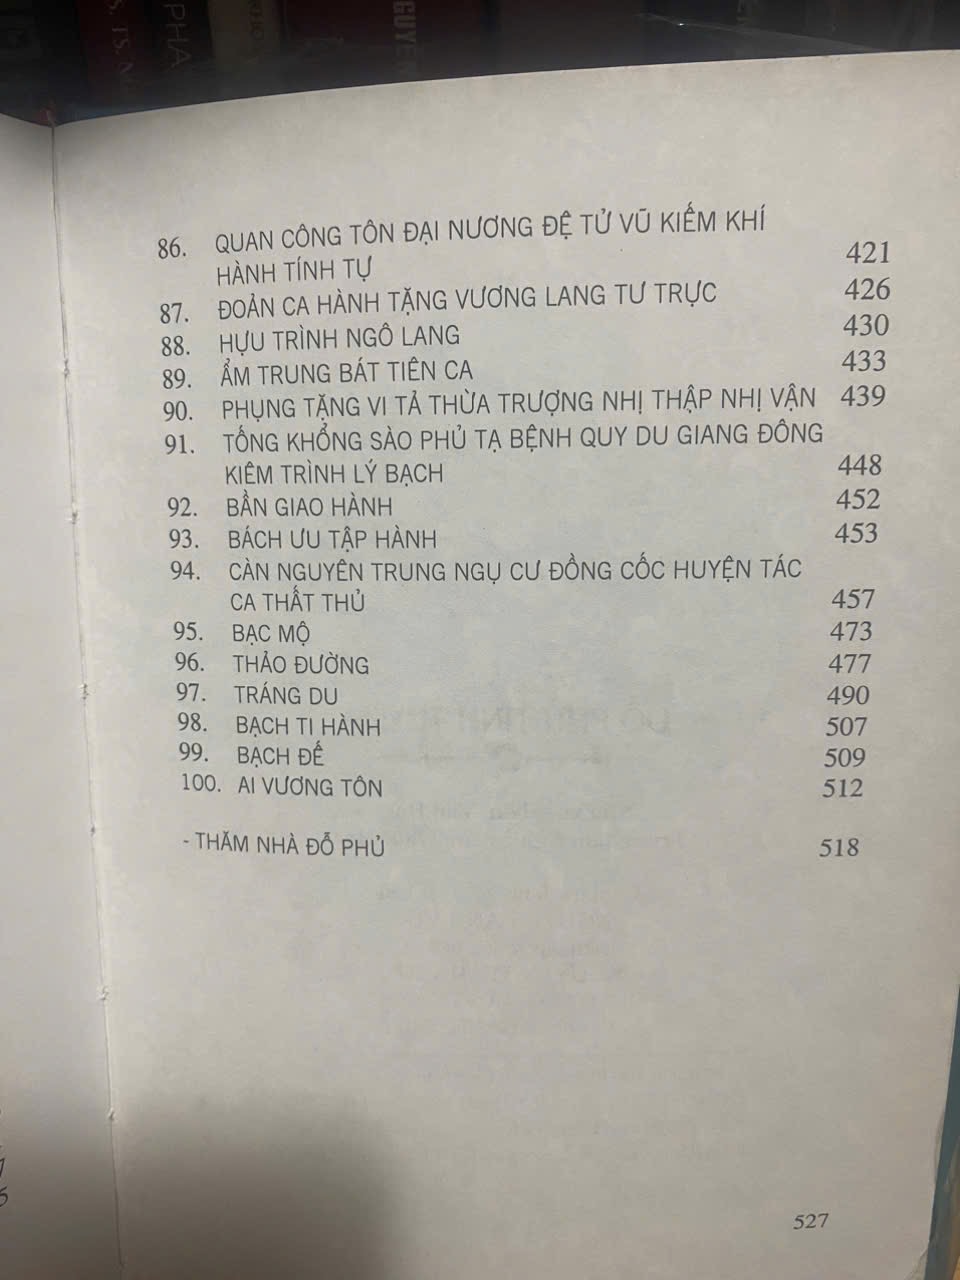 86. QUAN CÔNG TÔN ĐẠI NƯƠNG ĐỆ TỬ VŨ KIẾM KHÍ
HÀNH TÍNH TỰ 421
87. ĐOẢN CA HÀNH TẶNG VƯƠNG LANG TƯ TRỰC 426
88. HỰU TRÌNH NGÔ LANG 430
89. ẨM TRUNG BÁT TIÊN CA 433
90. PHỤNG TẶNG VI TẢ THỪA TRƯỢNG NHỊ THẬP NHỊ VẬN 439
91. TỐNG KHỔNG SÀO PHỦ TẠ BỆNH QUY DU GIANG ĐÔNG
KIÊM TRÌNH LÝ BẠCH 448
92. BẦN GIAO HÀNH 452
93. BÁCH ƯU TẬP HÀNH 453
94. CÀN NGUYÊN TRUNG NGỤ CƯ ĐỒNG CỐC HUYỆN TÁC
CA THẤT THỦ 457
95. BẠC MỘ 473
96. THẢO ĐƯỜNG 477
97. TRÁNG DU 490
98. BẠCH TI HÀNH 507
99. BẠCH ĐẾ 509
100. AI VƯƠNG TÔN 512
- THĂM NHÀ ĐỖ PHỦ 518
527